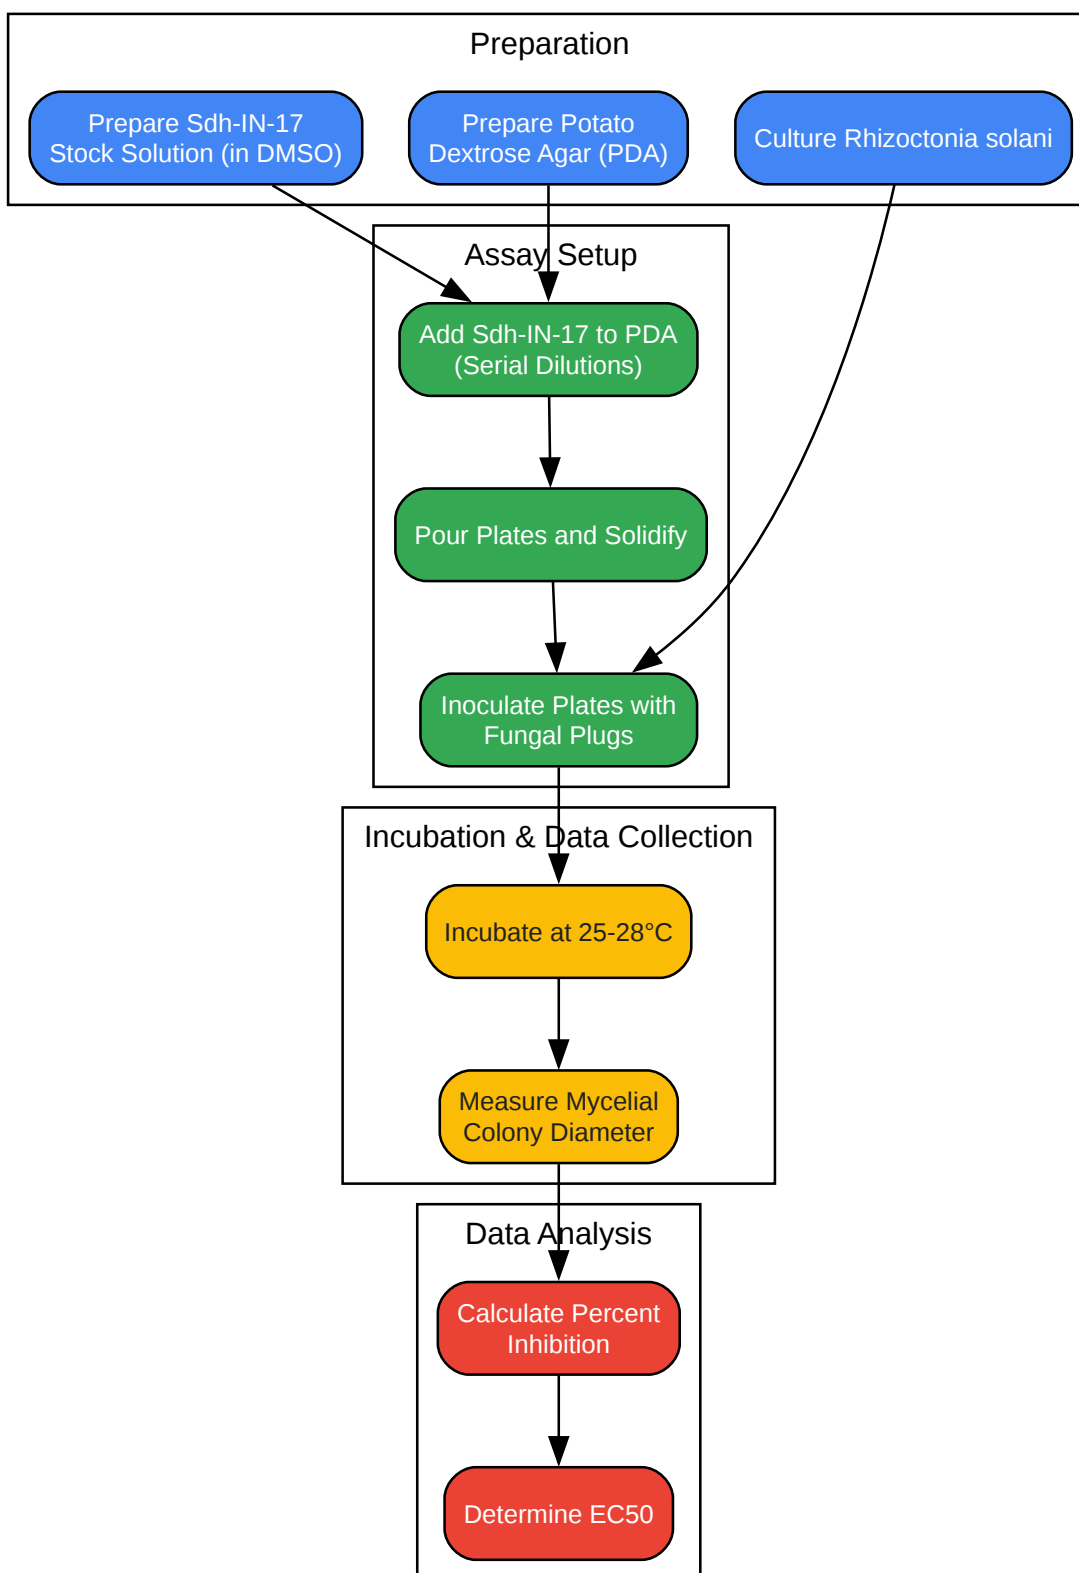 Preparation
Prepare Sdh-IN-17
Stock Solution (in DMSO)
Prepare Potato
Dextrose Agar (PDA)
Culture Rhizoctonia solani
Assay Setup
Add Sdh-IN-17 to PDA
(Serial Dilutions)
Pour Plates and Solidify
Inoculate Plates with
Fungal Plugs
Incubation & Data Collection
Incubate at 25-28°C
Measure Mycelial
Colony Diameter
Data Analysis
Calculate Percent
Inhibition
Determine EC50